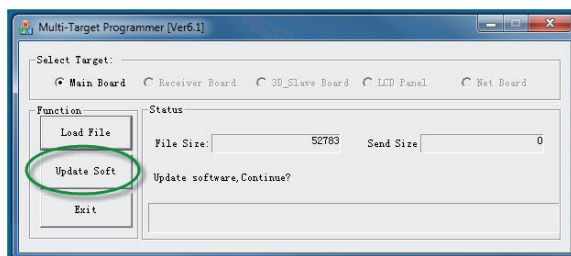 Multi-Target Programmer [Ver6.1]
Select Target:
Main Board Receiver Board 3D_Slave Board LCD Panel Net Board
Function
Status
Load File
File Size: 52783 Send Size 0
Update Soft
Update software,Continue?
Exit